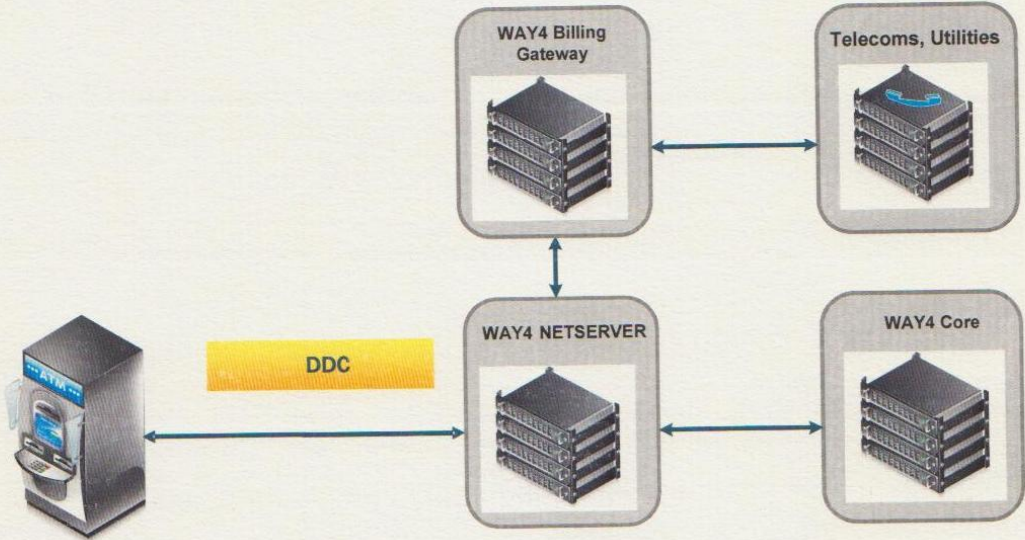 WAY4 Billing
Gateway
Telecoms, Utilities
WAY4 NETSERVER
WAY4 Core
DDC
ATM